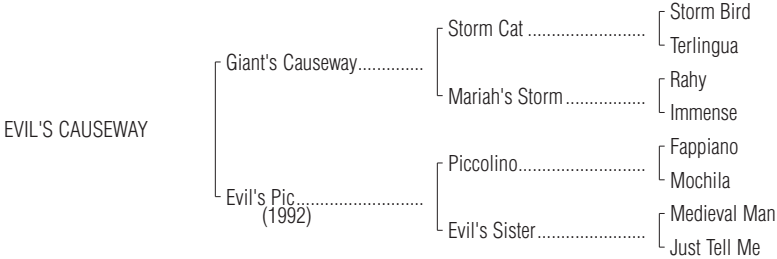 Storm Bird
Storm Cat ........................
Terlingua
Giant's Causeway..............
Rahy
Mariah's Storm .................
Immense
EVIL'S CAUSEWAY
Fappiano
Piccolino...........................
Mochila
Evil's Pic...........................
(1992)
Medieval Man
Evil's Sister.......................
Just Tell Me